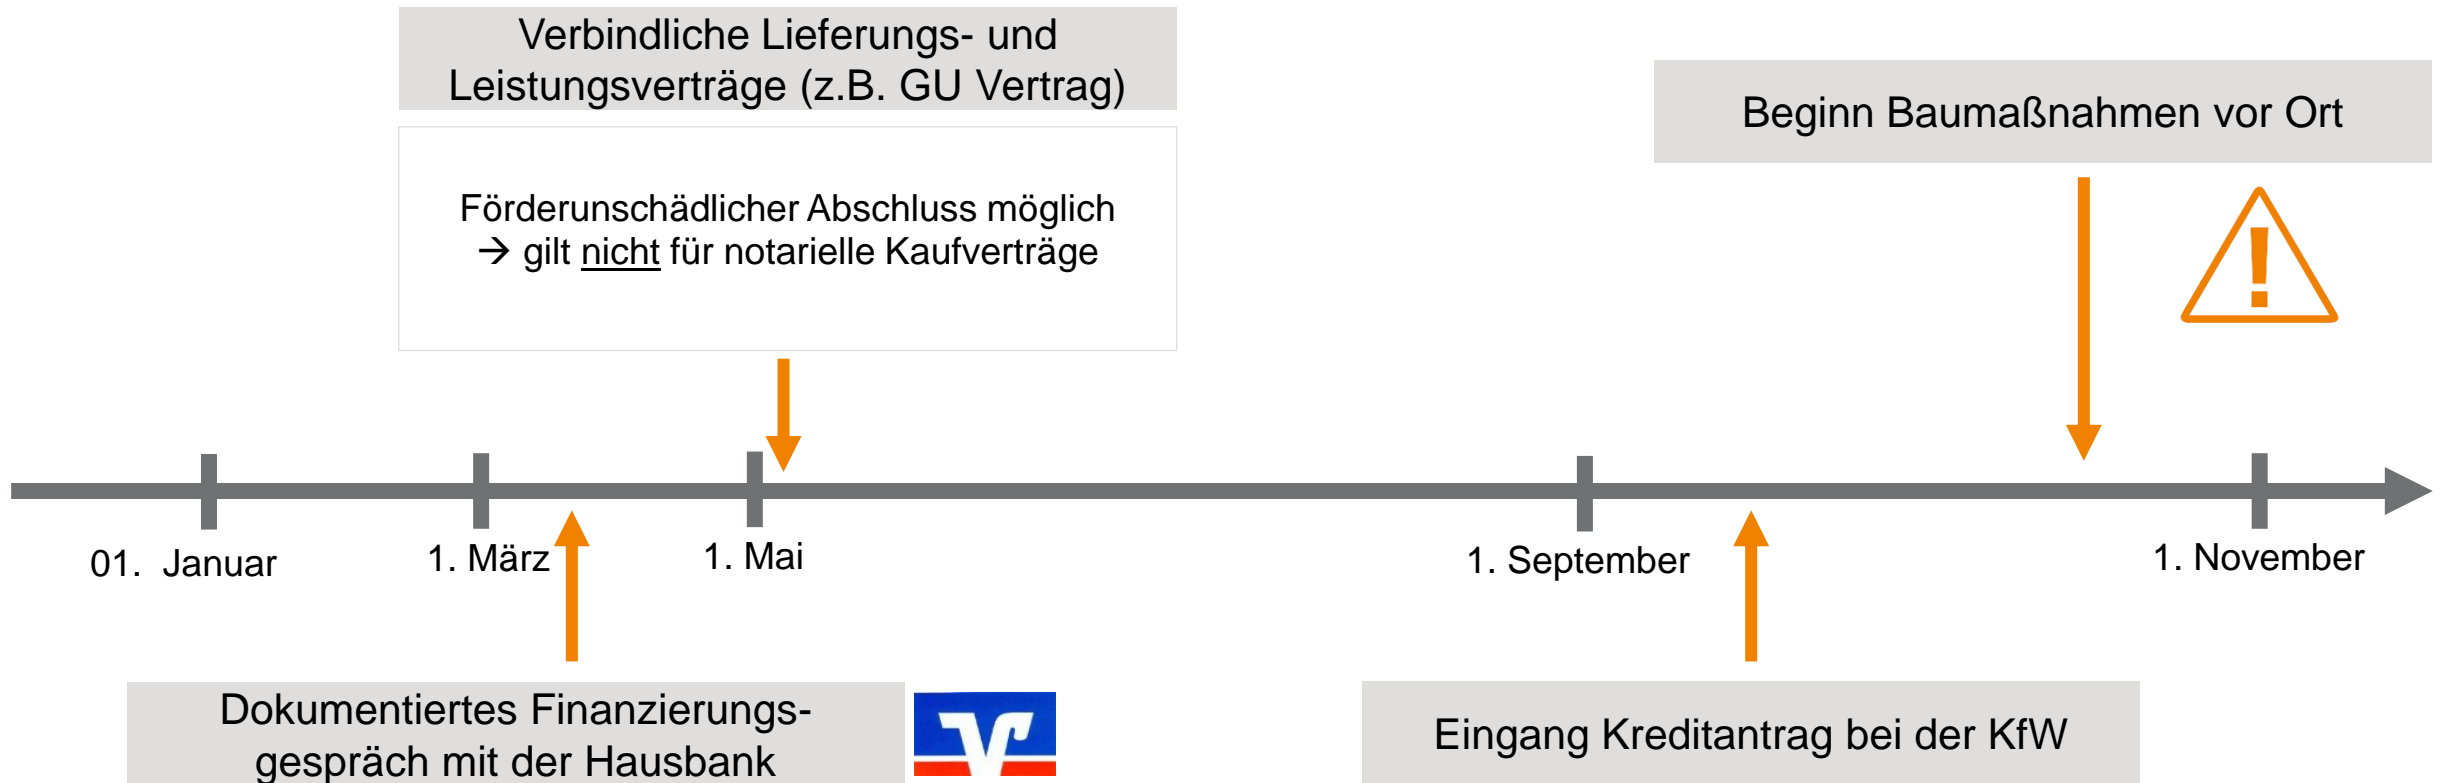 Verbindliche Lieferungs- und
Leistungsverträge (z.B. GU Vertrag)
Förderunschädlicher Abschluss möglich
→ gilt nicht für notarielle Kaufverträge
Beginn Baumaßnahmen vor Ort
!
01. Januar
1. März
1. Mai
1. September
1. November
Dokumentiertes Finanzierungs-
gespräch mit der Hausbank
Eingang Kreditantrag bei der KfW